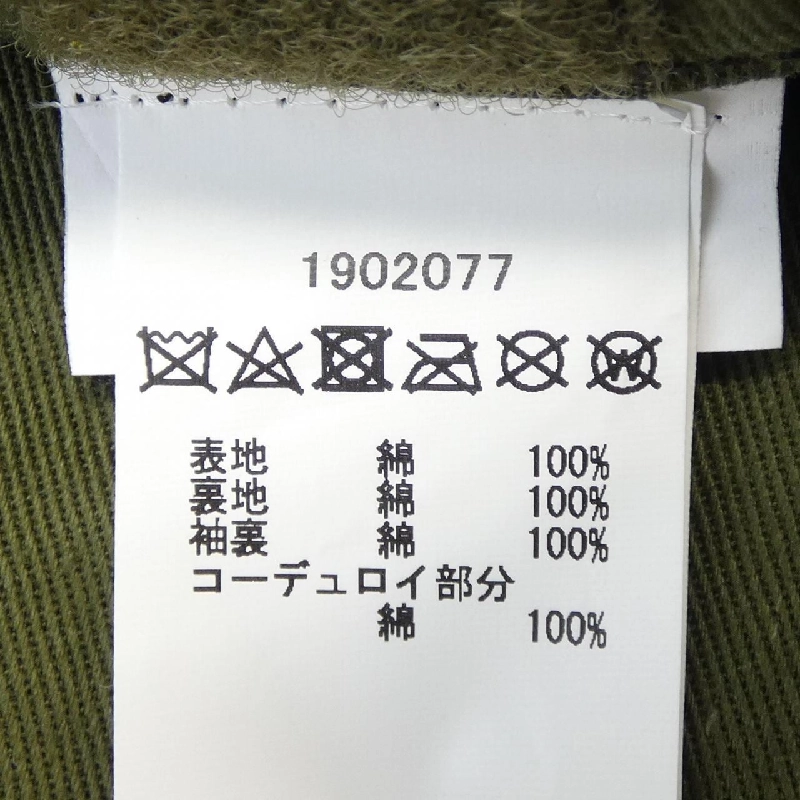 1902077
W
表地 綿 100%
裏地 綿 100%
袖裏 綿 100%
コーデュロイ部分
綿 100%